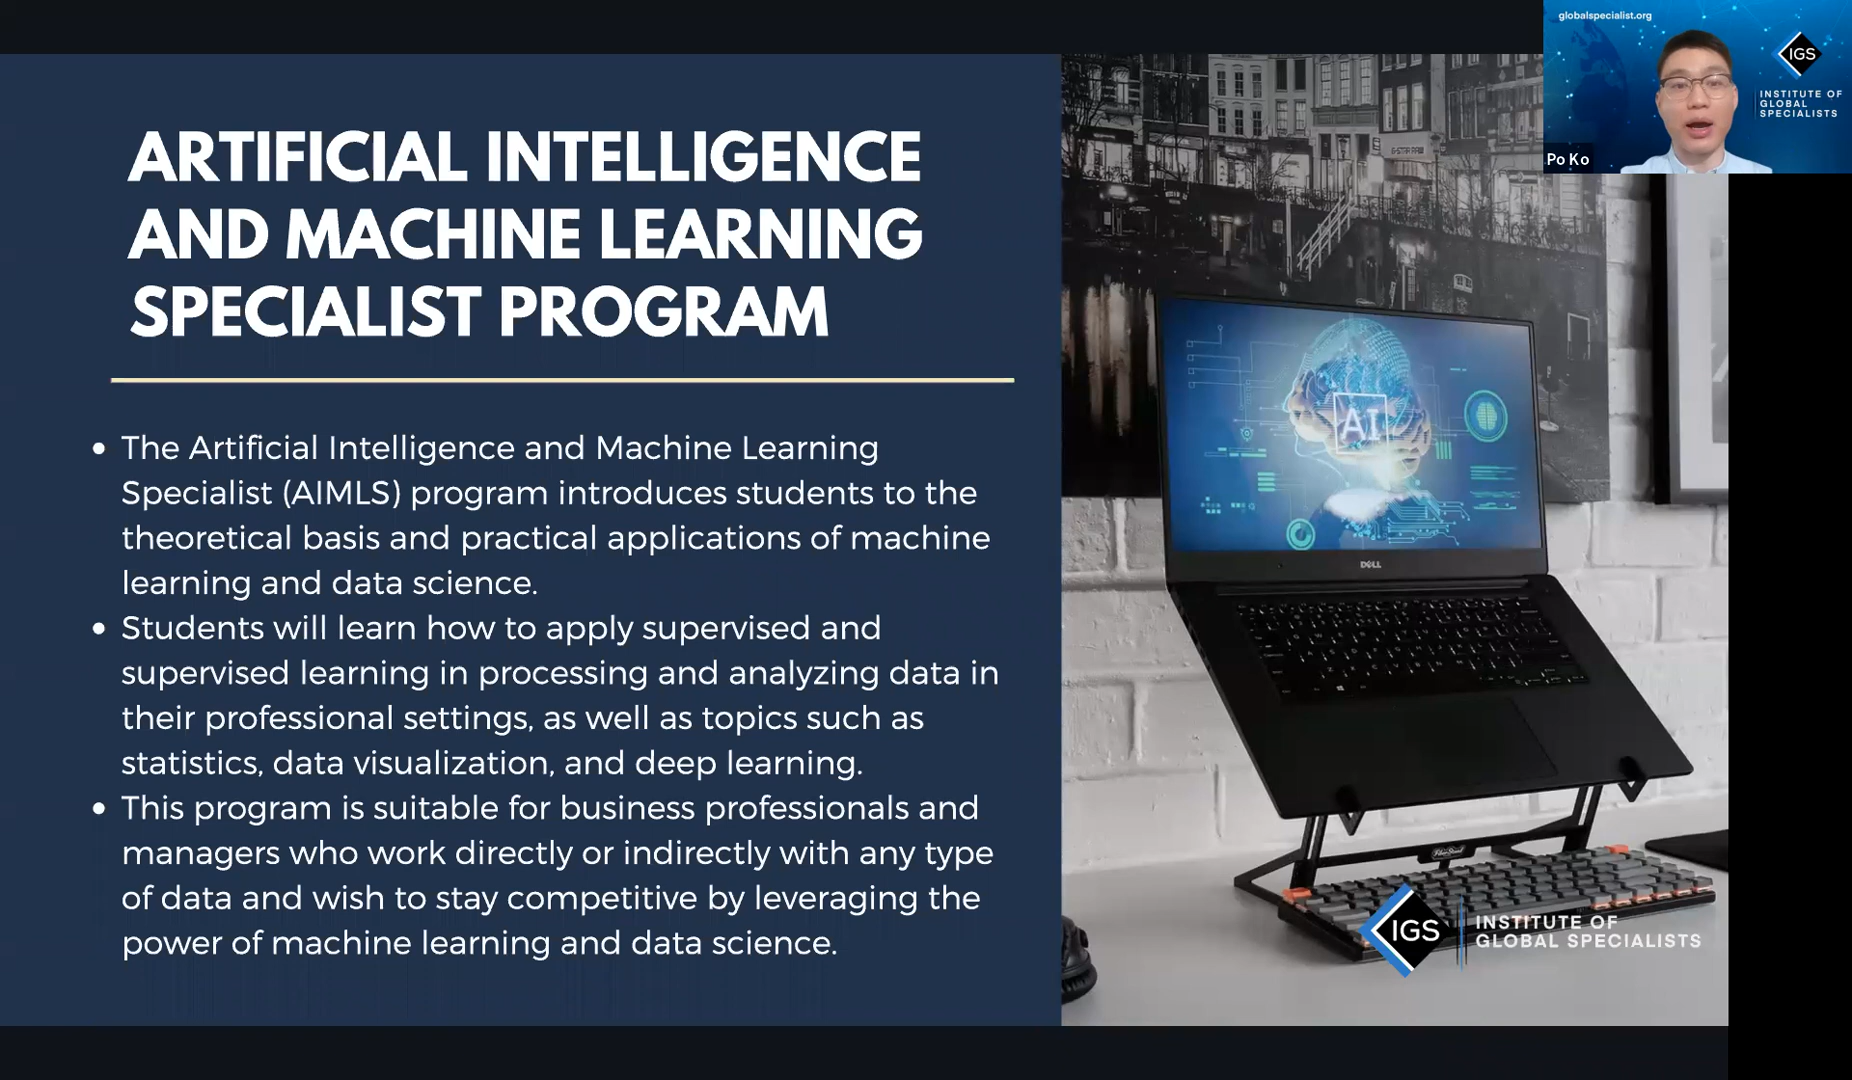 globalspecialist.org
IGS
INSTITUTE OF
GLOBAL
SPECIALISTS
Po Ko
ARTIFICIAL INTELLIGENCE
AND MACHINE LEARNING
SPECIALIST PROGRAM
• The Artificial Intelligence and Machine Learning
Specialist (AIMLS) program introduces students to the
theoretical basis and practical applications of machine
learning and data science.
• Students will learn how to apply supervised and
supervised learning in processing and analyzing data in
their professional settings, as well as topics such as
statistics, data visualization, and deep learning.
• This program is suitable for business professionals and
managers who work directly or indirectly with any type
of data and wish to stay competitive by leveraging the
power of machine learning and data science.
G-STAR RAW
AI
DELL
IGS
INSTITUTE OF
GLOBAL SPECIALISTS